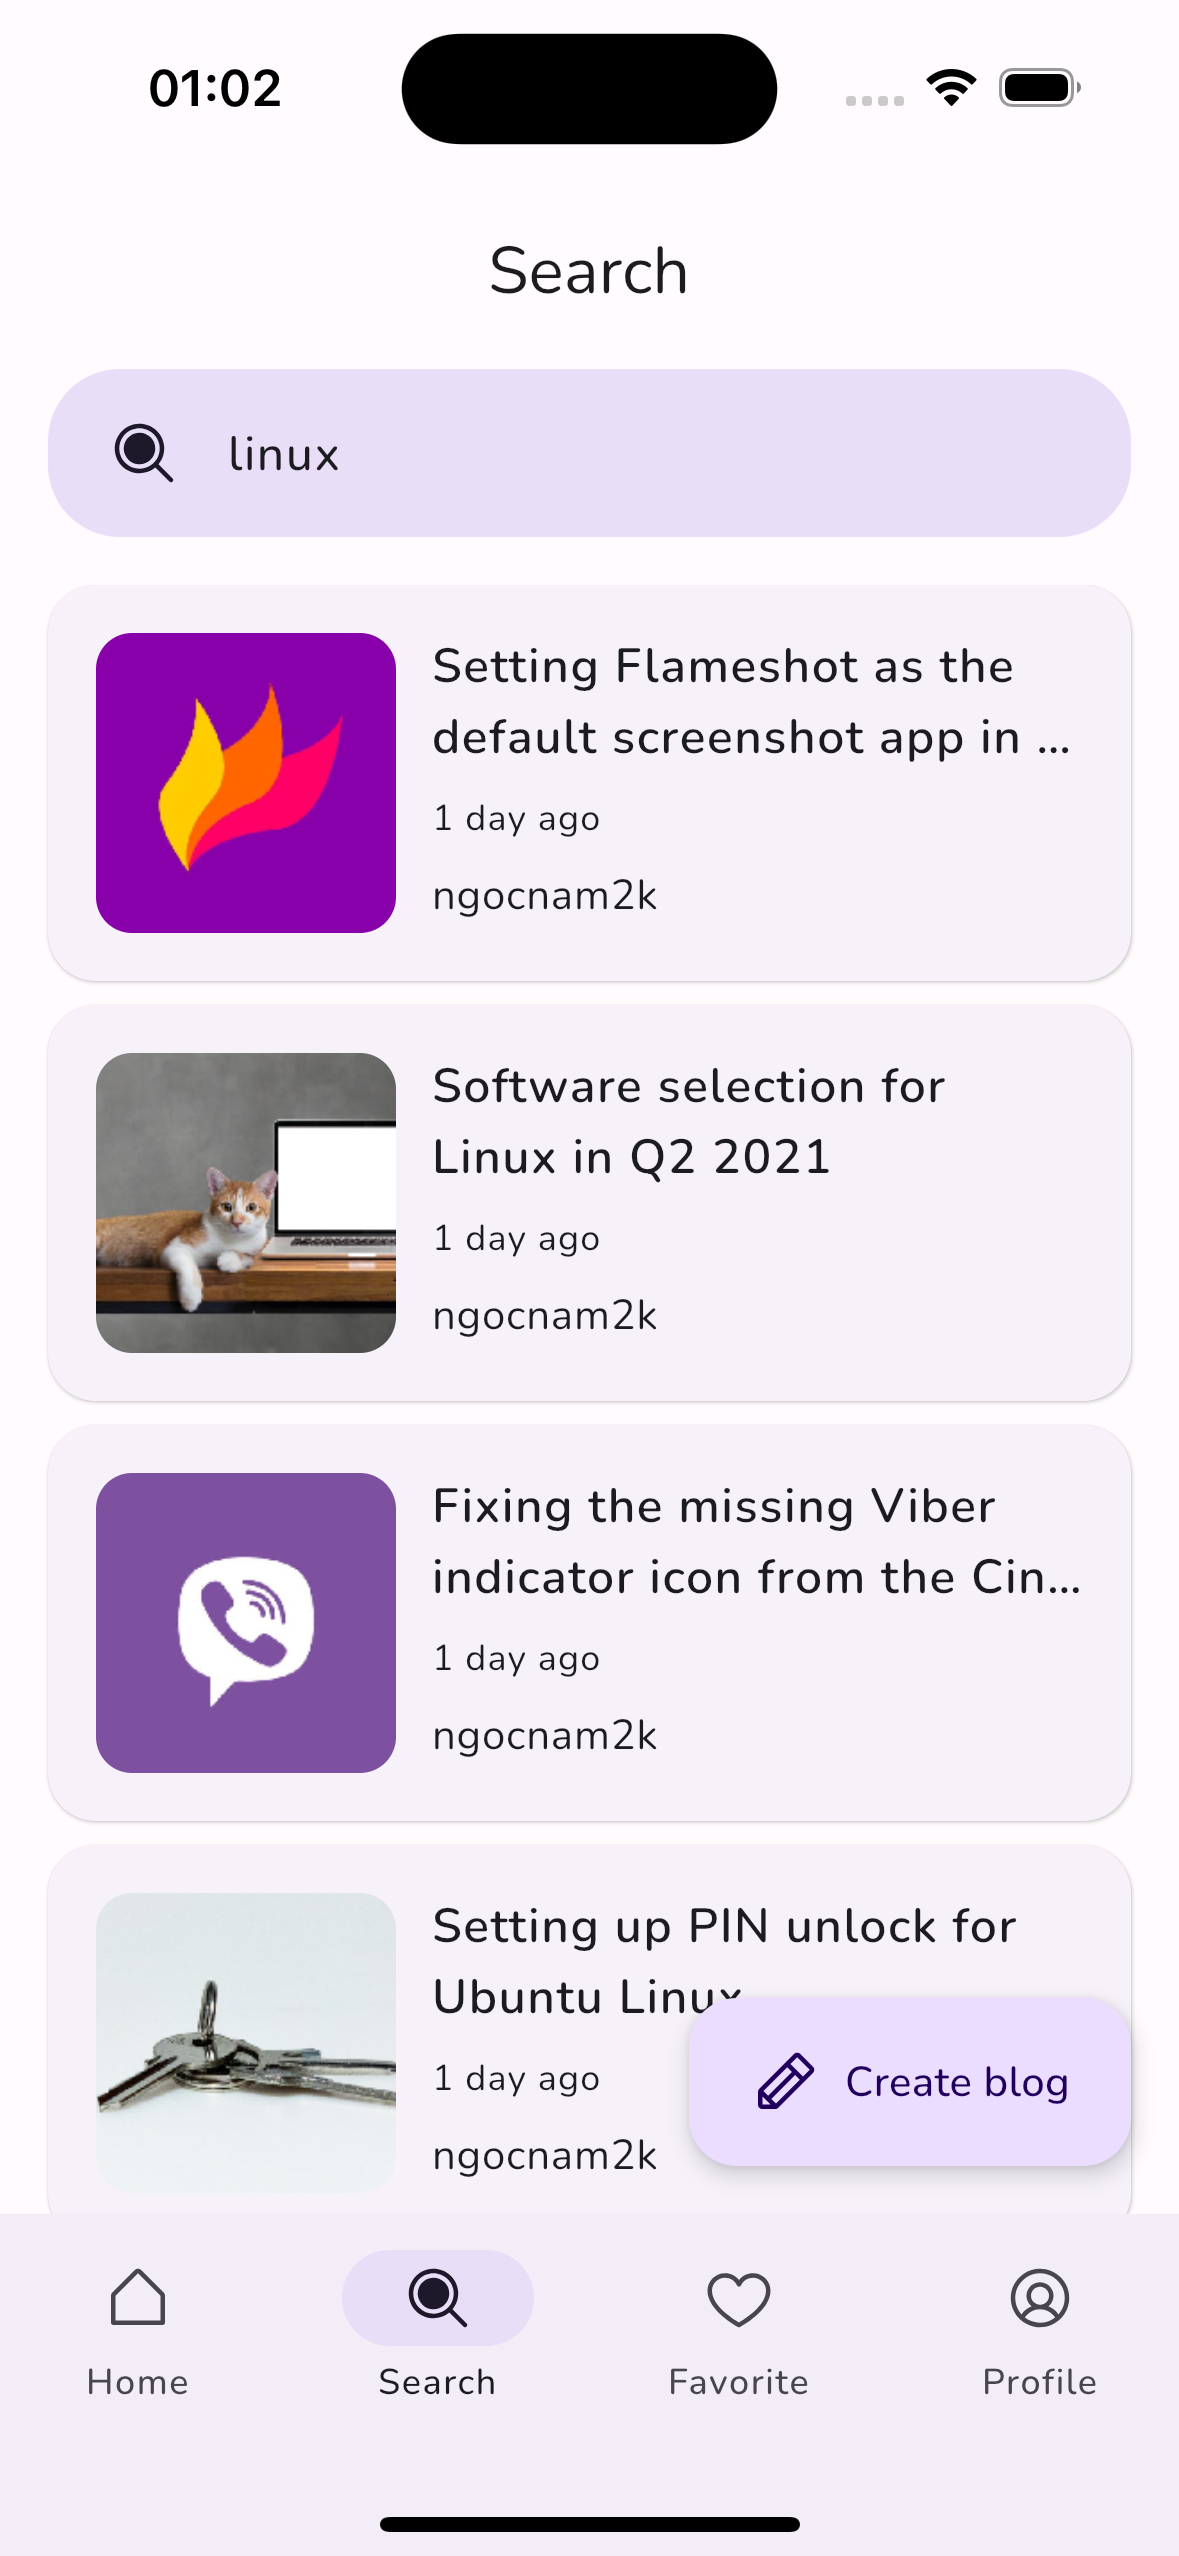 01:02
Search
linux
Setting Flameshot as the
default screenshot app in ...
1 day ago
ngocnam2k
Software selection for
Linux in Q2 2021
1 day ago
ngocnam2k
Fixing the missing Viber
indicator icon from the Cin...
1 day ago
ngocnam2k
Setting up PIN unlock for
Ubuntu Linux
1 day ago
ngocnam2k
Create blog
Home
Search
Favorite
Profile